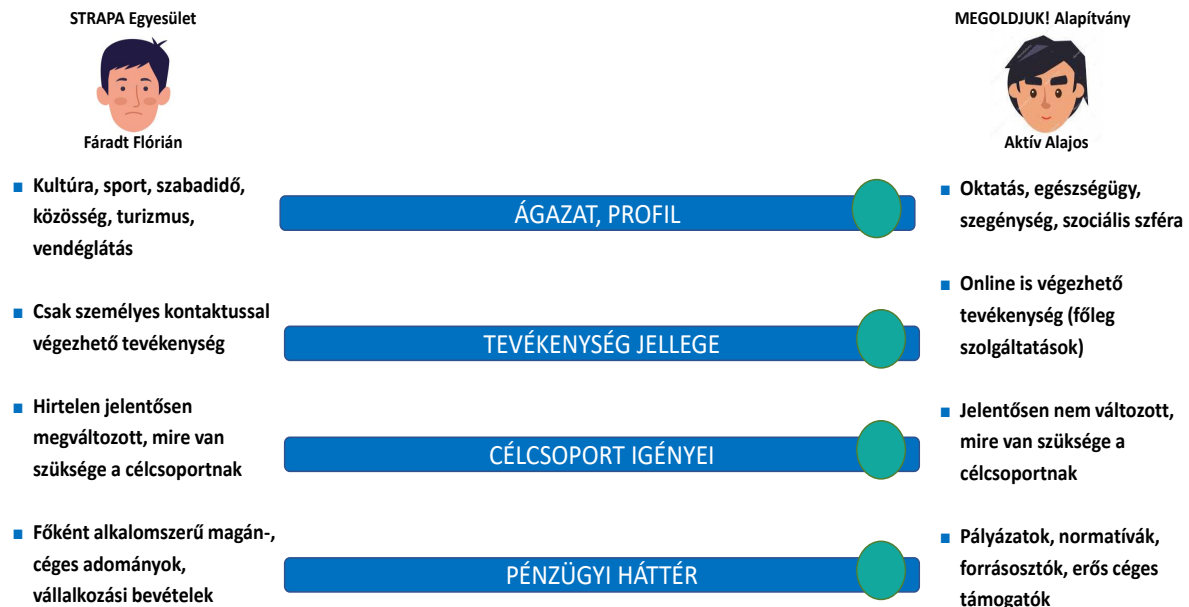 STRAPA Egyesület
MEGOLDJUK! Alapítvány
Fáradt Flórián
Aktív Alajos
Kultúra, sport, szabadidő,
közösség, turizmus,
vendéglátás
ÁGAZAT, PROFIL
Oktatás, egészségügy,
szegénység, szociális szféra
Csak személyes kontaktussal
végezhető tevékenység
TEVÉKENYSÉG JELLEGE
Online is végezhető
tevékenység (főleg
szolgáltatások)
Hirtelen jelentősen
megváltozott, mire van
szüksége a célcsoportnak
CÉLCSOPORT IGÉNYEI
Jelentősen nem változott,
mire van szüksége a
célcsoportnak
Főként alkalomszerű magán-,
céges adományok,
vállalkozási bevételek
PÉNZÜGYI HÁTTÉR
Pályázatok, normatívák,
forrásosztók, erős céges
támogatók